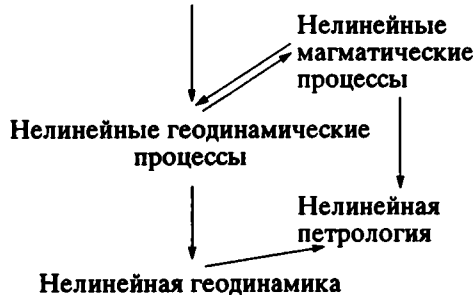 Нелинейные
магматические
процессы
Нелинейные геодинамические
процессы
Нелинейная
петрология
Нелинейная геодинамика